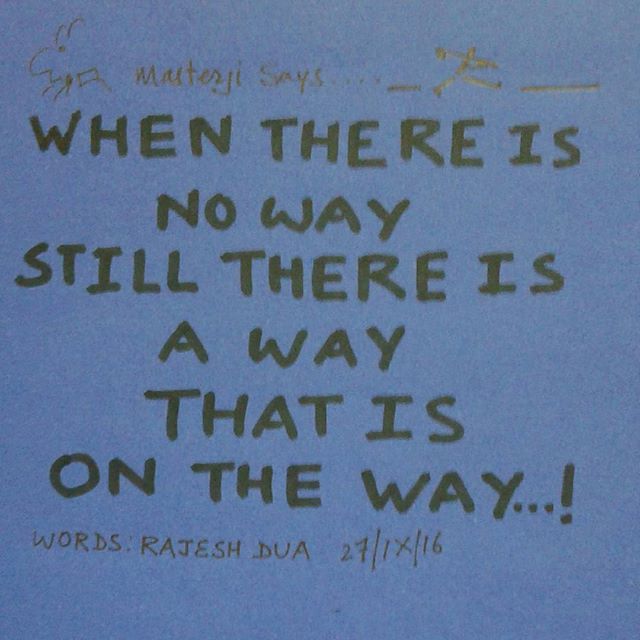 Masterji Says....
WHEN THERE IS
NO WAY
STILL THERE IS
A WAY
THAT IS
ON THE WAY...!
WORDS: RAJESH DUA 27/IX/16